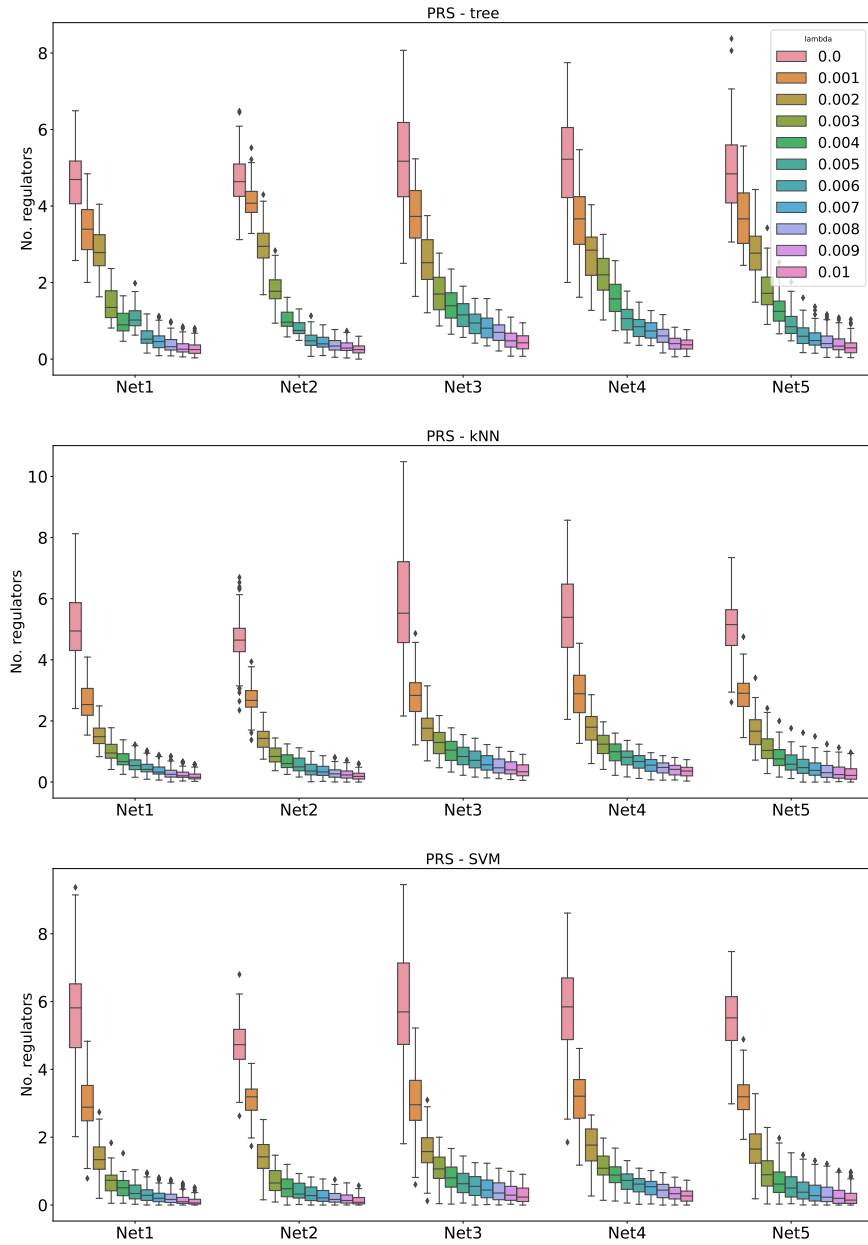 PRS - tree
No. regulators
8
6
4
2
0
lambda
0.0
0.001
0.002
0.003
0.004
0.005
0.006
0.007
0.008
0.009
0.01
Net1 Net2 Net3 Net4 Net5
PRS - kNN
No. regulators
10
8
6
4
2
0
Net1 Net2 Net3 Net4 Net5
PRS - SVM
No. regulators
8
6
4
2
0
Net1 Net2 Net3 Net4 Net5